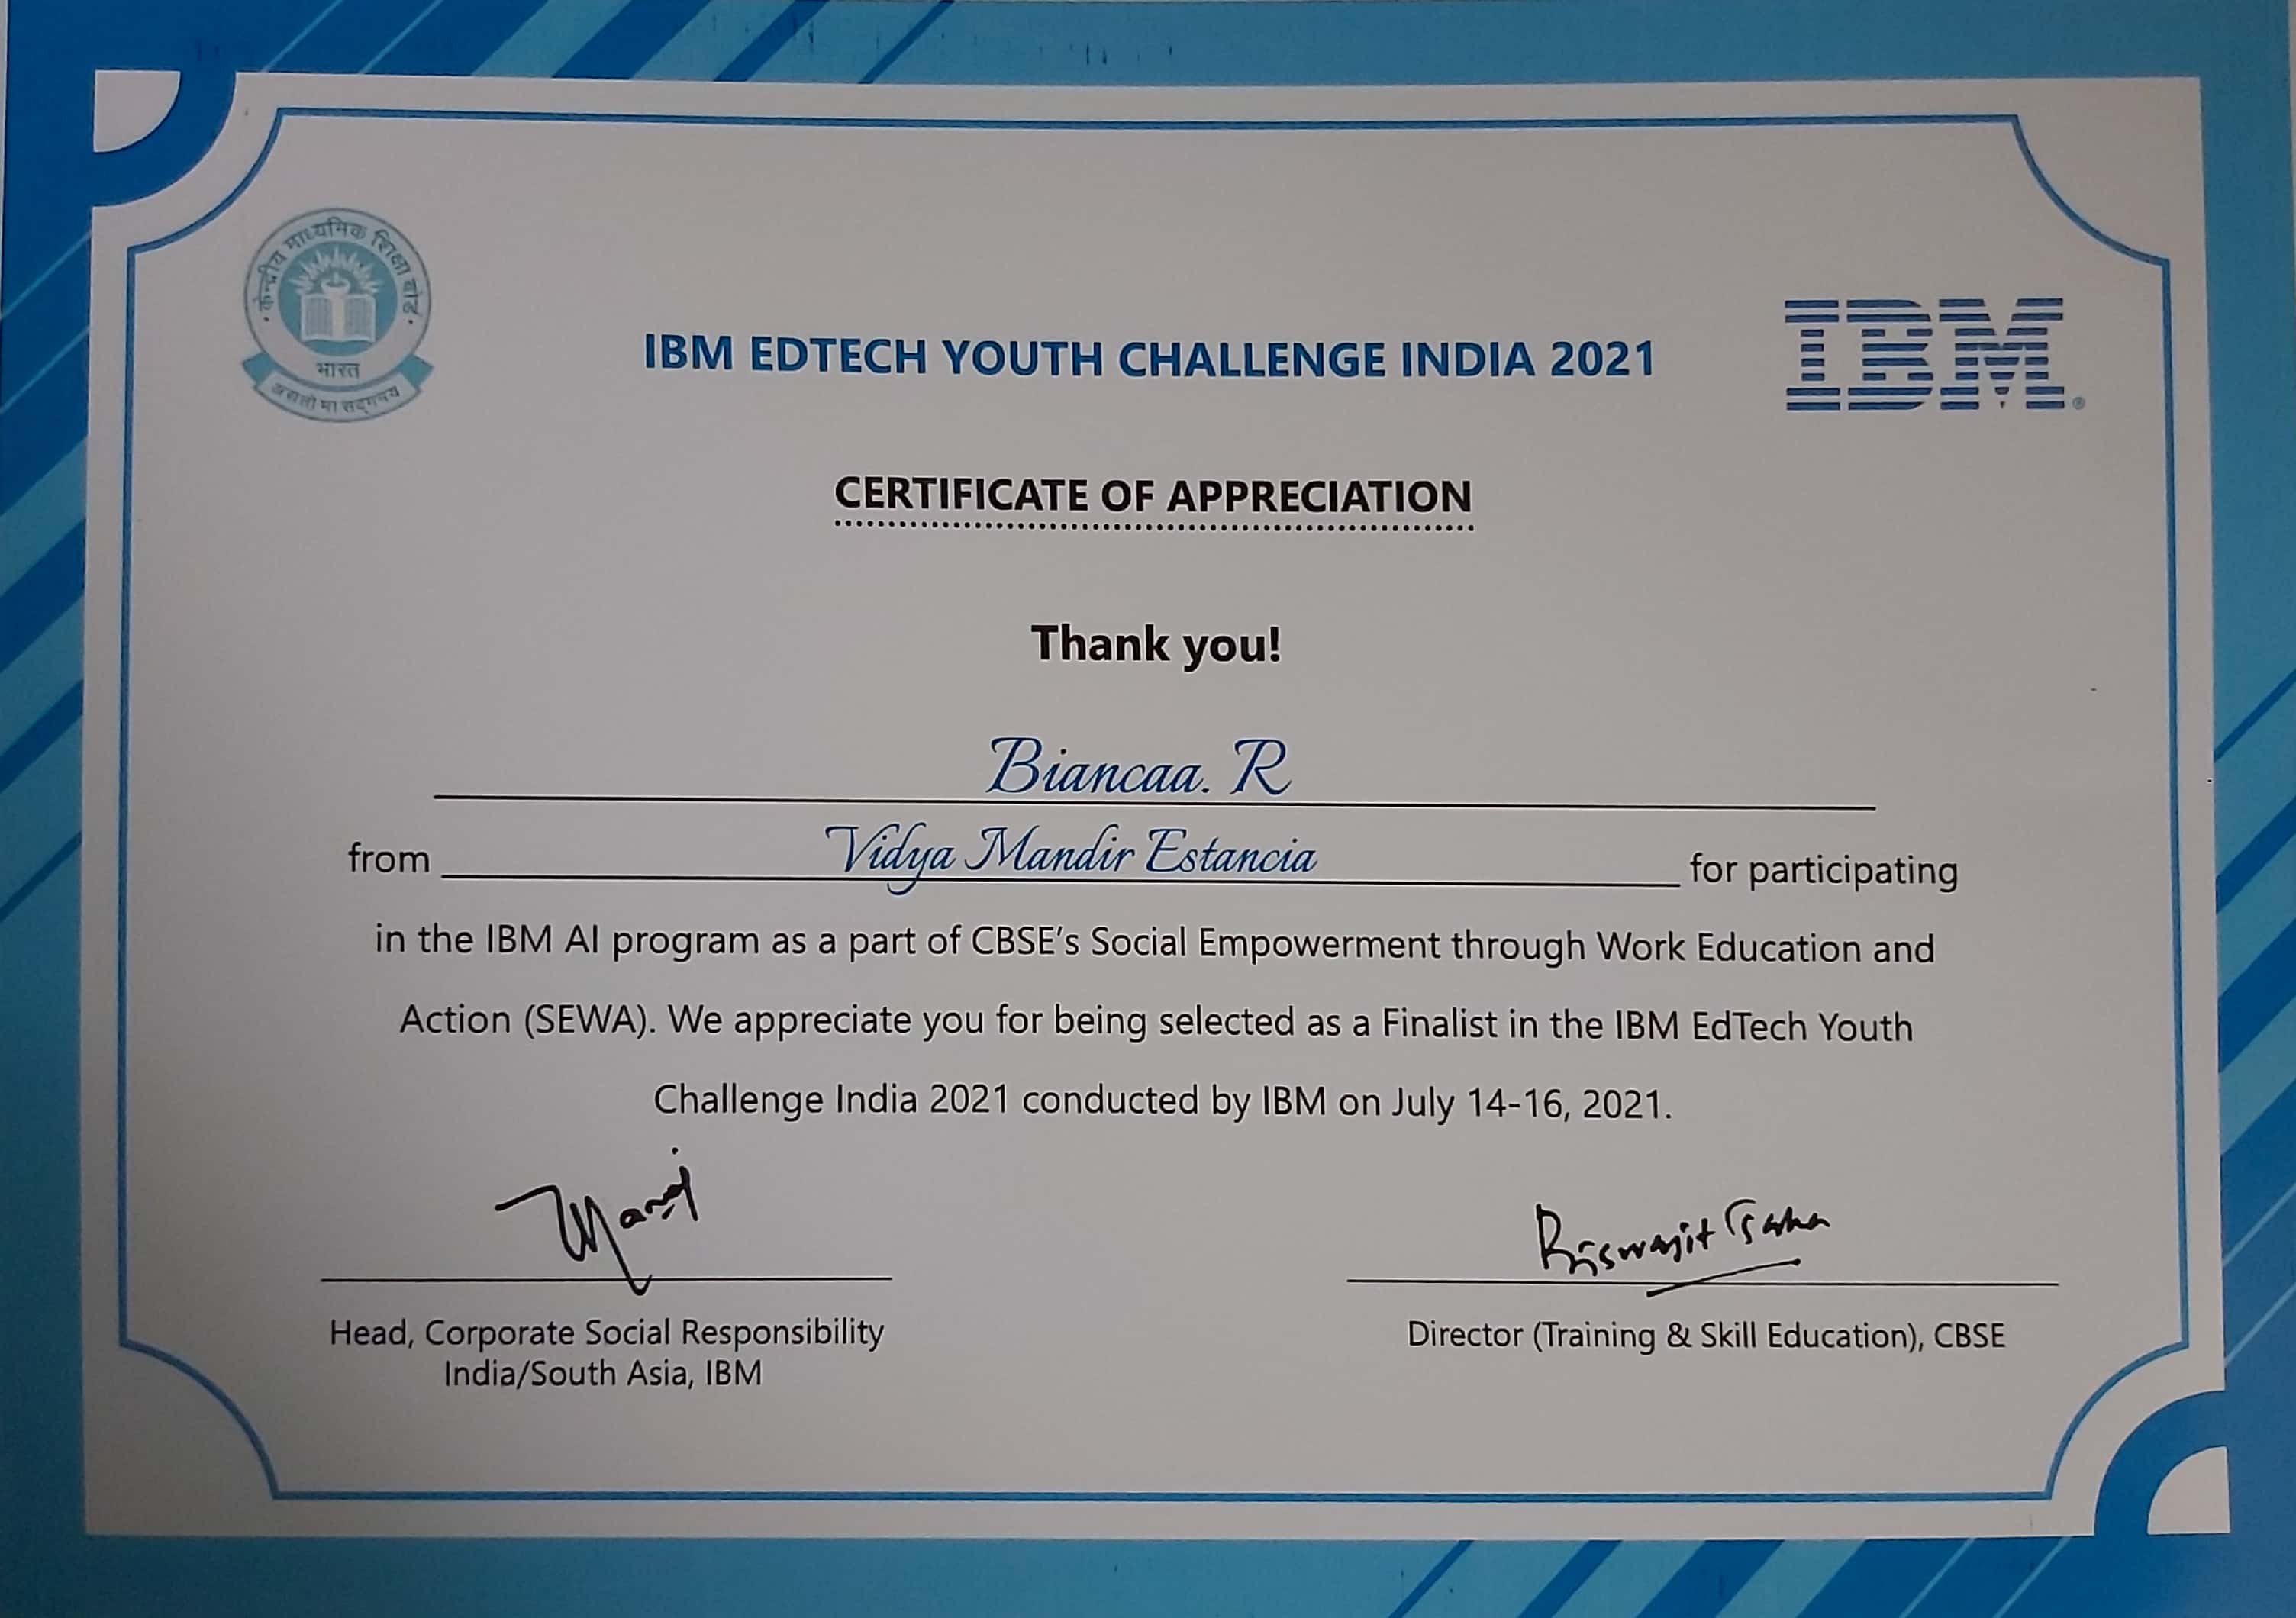 केन्द्रीय माध्यमिक शिक्षा बोर्ड
भारत
असतो मा सद्गमय
IBM®
IBM EDTECH YOUTH CHALLENGE INDIA 2021
CERTIFICATE OF APPRECIATION
Thank you!
Biancaa. R
from Vidya Mandir Estancia for participating
in the IBM AI program as a part of CBSE's Social Empowerment through Work Education and
Action (SEWA). We appreciate you for being selected as a Finalist in the IBM EdTech Youth
Challenge India 2021 conducted by IBM on July 14-16, 2021.
Biswajit Saha
Head, Corporate Social Responsibility
India/South Asia, IBM
Director (Training & Skill Education), CBSE